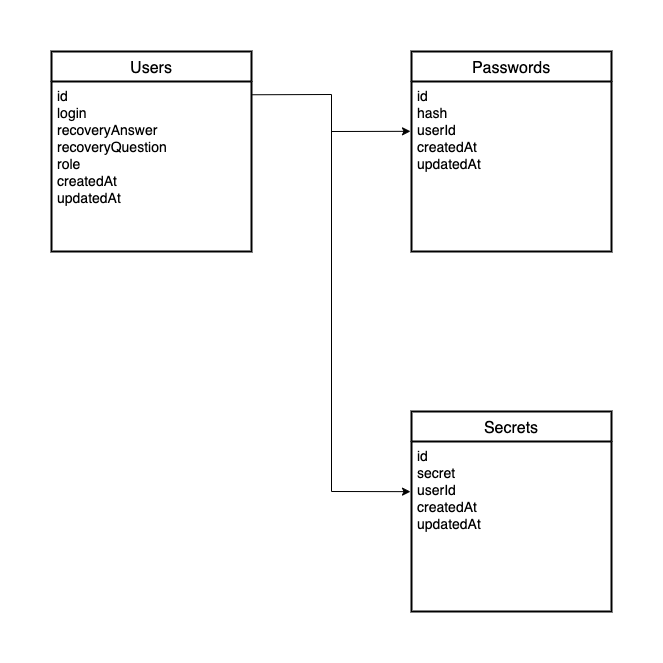 Users
id
login
recoveryAnswer
recoveryQuestion
role
createdAt
updatedAt
Passwords
id
hash
userId
createdAt
updatedAt
Secrets
id
secret
userId
createdAt
updatedAt